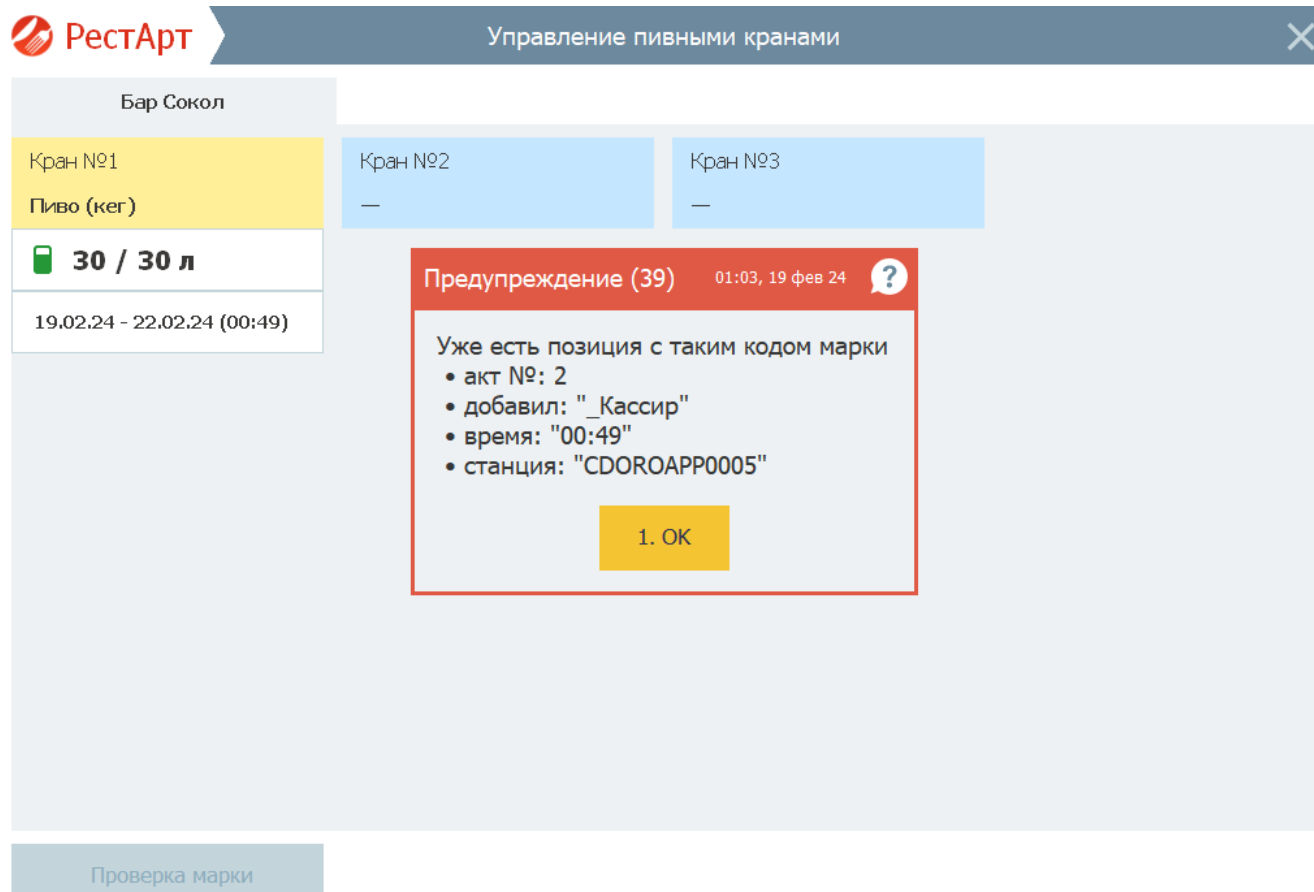 РестАрт
Управление пивными кранами
Бар Сокол
Кран №1
Пиво (кег)
30 / 30 л
19.02.24 - 22.02.24 (00:49)
Кран №2
—
Кран №3
—
Предупреждение (39) 01:03, 19 фев 24 ?
Уже есть позиция с таким кодом марки
• акт №: 2
• добавил: "_Кассир"
• время: "00:49"
• станция: "CDOROAPP0005"
1. OK
Проверка марки